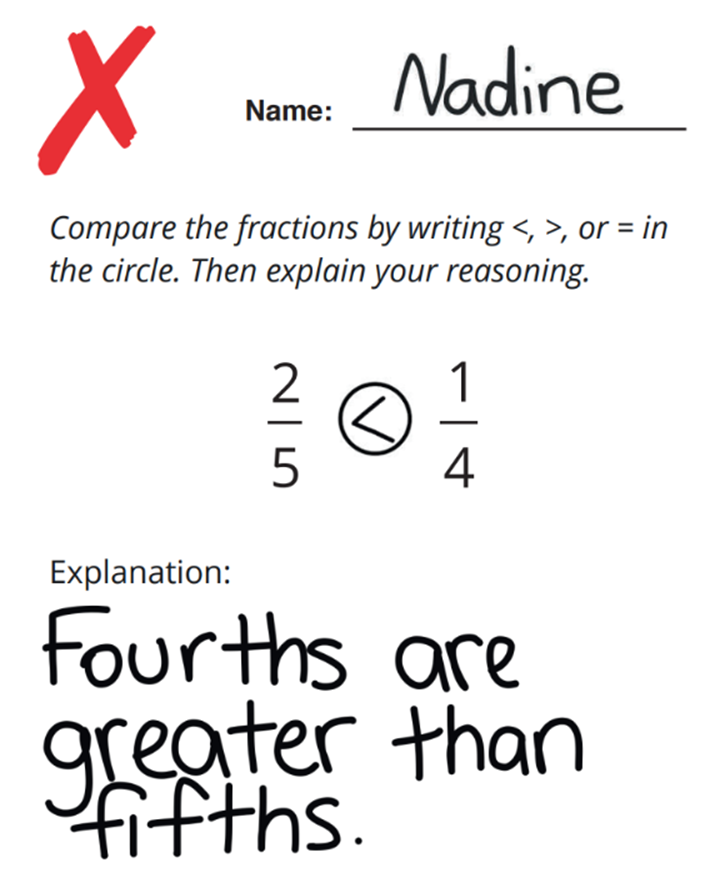 Name: Nadine
Compare the fractions by writing <, >, or = in
the circle. Then explain your reasoning.
2/5 < 1/4
Explanation:
Fourths are
greater than
fifths.